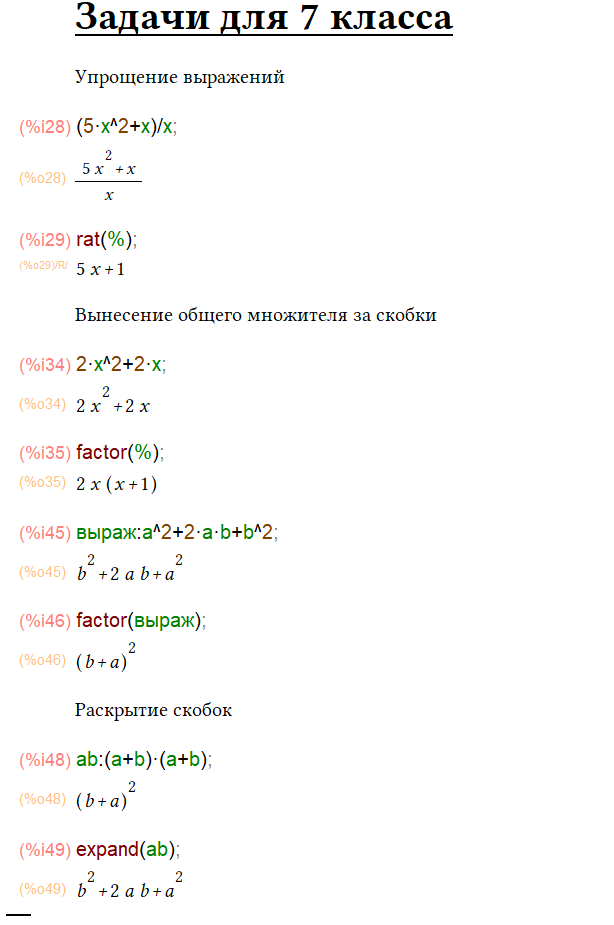 Задачи для 7 класса
Упрощение выражений
(%i28) (5·x^2+x)/x;
(%o28) \frac{5 x^2+x}{x}
(%i29) rat(%);
(%o29)/R/ 5 x+1
Вынесение общего множителя за скобки
(%i34) 2·x^2+2·x;
(%o34) 2 x^2+2 x
(%i35) factor(%);
(%o35) 2 x (x+1)
(%i45) выраж:a^2+2·a·b+b^2;
(%o45) b^2+2 a b+a^2
(%i46) factor(выраж);
(%o46) (b+a)^2
Раскрытие скобок
(%i48) ab:(a+b)·(a+b);
(%o48) (b+a)^2
(%i49) expand(ab);
(%o49) b^2+2 a b+a^2